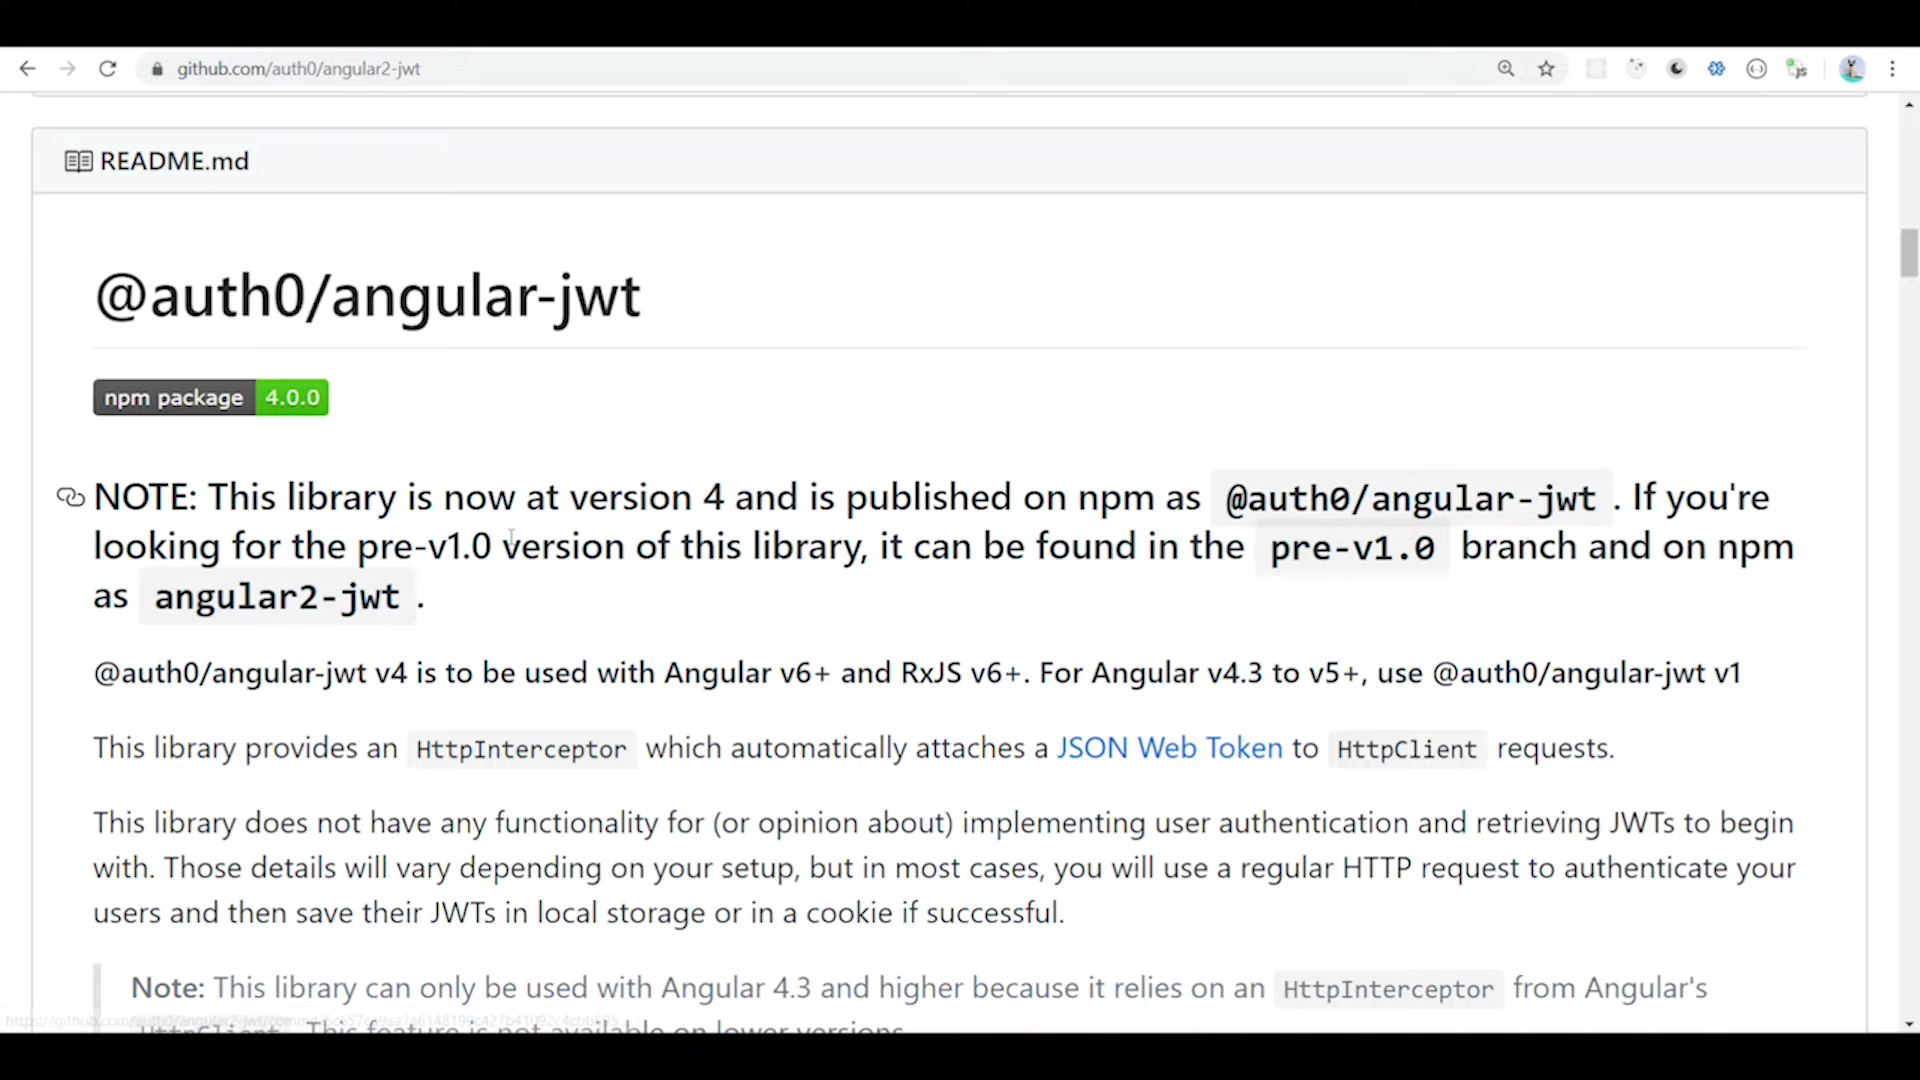 github.com/auth0/angular2-jwt
README.md
@auth0/angular-jwt
npm package 4.0.0
NOTE: This library is now at version 4 and is published on npm as @auth0/angular-jwt . If you're
looking for the pre-v1.0 version of this library, it can be found in the pre-v1.0 branch and on npm
as angular2-jwt .
@auth0/angular-jwt v4 is to be used with Angular v6+ and RxJS v6+. For Angular v4.3 to v5+, use @auth0/angular-jwt v1
This library provides an HttpInterceptor which automatically attaches a JSON Web Token to HttpClient requests.
This library does not have any functionality for (or opinion about) implementing user authentication and retrieving JWTs to begin
with. Those details will vary depending on your setup, but in most cases, you will use a regular HTTP request to authenticate your
users and then save their JWTs in local storage or in a cookie if successful.
Note: This library can only be used with Angular 4.3 and higher because it relies on an HttpInterceptor from Angular's
HttpClient . This feature is not available on lower versions.